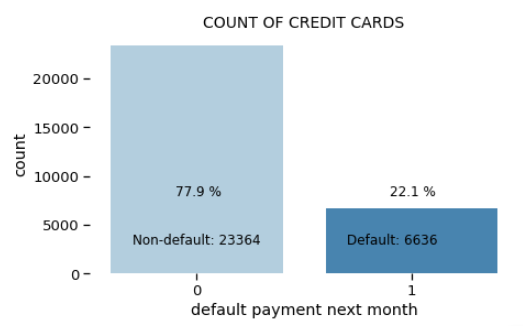 COUNT OF CREDIT CARDS
count
20000
15000
10000
5000
0
77.9 %
22.1 %
Non-default: 23364
Default: 6636
0
1
default payment next month